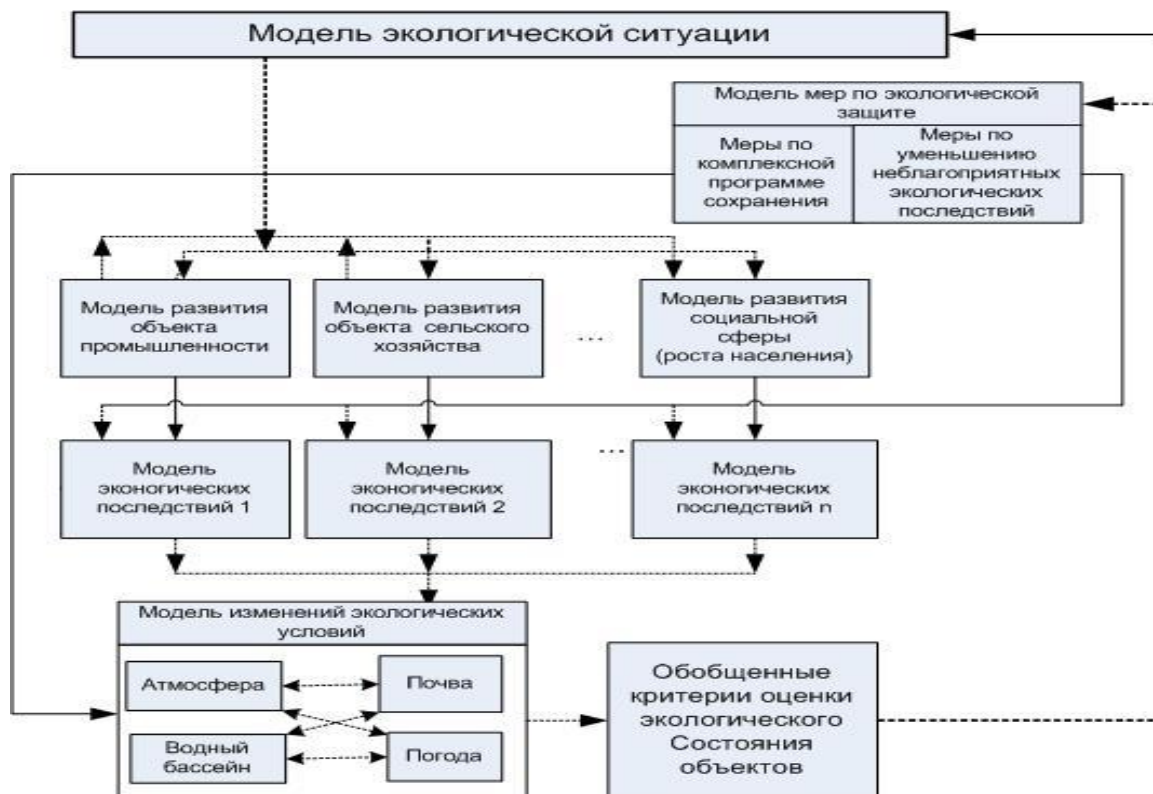 Модель экологической ситуации
Модель мер по экологической
защите
Меры по
комплексной
программе
сохранения
Меры по
уменьшению
неблагоприятных
экологических
последствий
Модель развития
объекта
промышленности
Модель развития
объекта сельского
хозяйства
...
Модель развития
социальной
сферы
(роста населения)
Модель
эконогических
последствий 1
Модель
эконогических
последствий 2
...
Модель
эконогических
последствий n
Модель изменений экологических
условий
Атмосфера
Почва
Водный
бассейн
Погода
Обобщенные
критерии оценки
экологического
Состояния
объектов